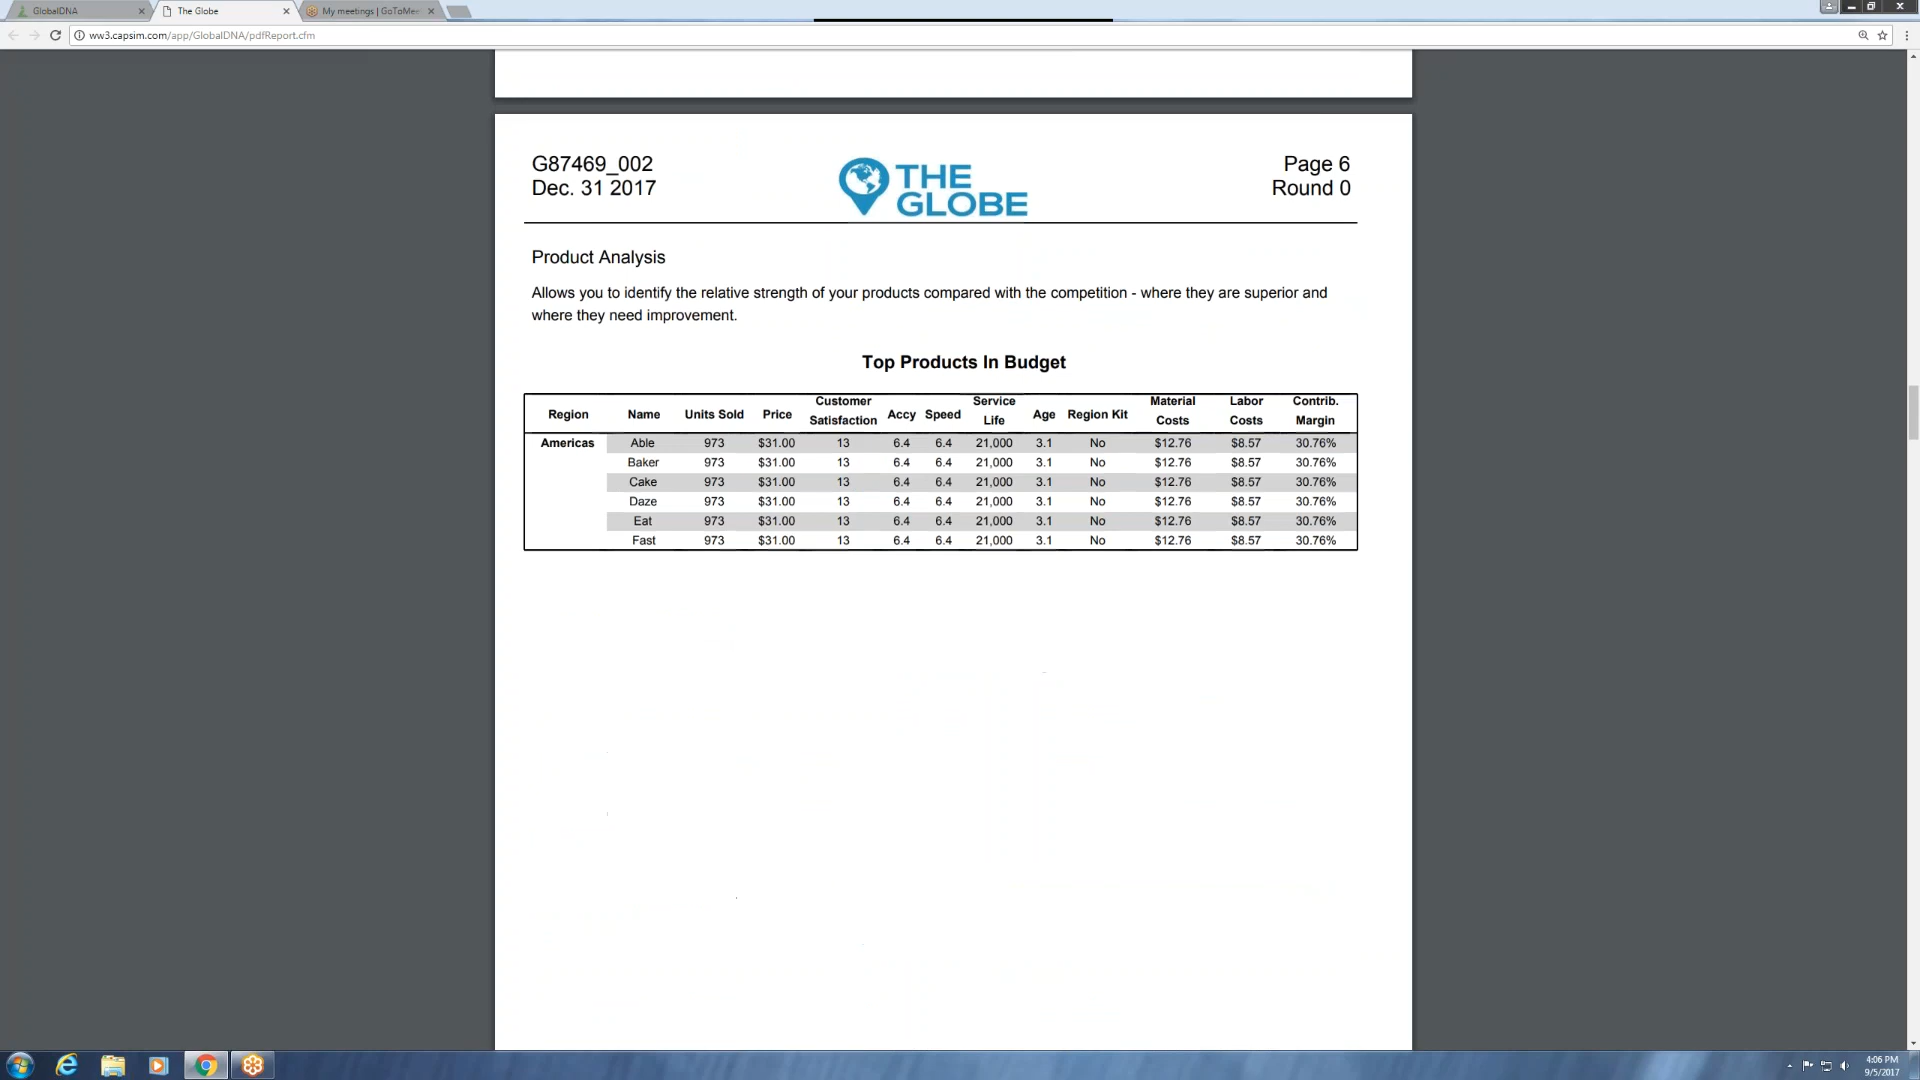 GlobalDNA
The Globe
My meetings | GoToMee
ww3.capsim.com/app/GlobalDNA/pdfReport.cfm
G87469_002
Dec. 31 2017
THE
GLOBE
Page 6
Round 0
Product Analysis
Allows you to identify the relative strength of your products compared with the competition - where they are superior and
where they need improvement.
Top Products In Budget
Region Name Units Sold Price Customer Satisfaction Accy Speed Service Life Age Region Kit Material Costs Labor Costs Contrib. Margin
Americas Able 973 $31.00 13 6.4 6.4 21,000 3.1 No $12.76 $8.57 30.76%
Baker 973 $31.00 13 6.4 6.4 21,000 3.1 No $12.76 $8.57 30.76%
Cake 973 $31.00 13 6.4 6.4 21,000 3.1 No $12.76 $8.57 30.76%
Daze 973 $31.00 13 6.4 6.4 21,000 3.1 No $12.76 $8.57 30.76%
Eat 973 $31.00 13 6.4 6.4 21,000 3.1 No $12.76 $8.57 30.76%
Fast 973 $31.00 13 6.4 6.4 21,000 3.1 No $12.76 $8.57 30.76%
4:06 PM
9/5/2017